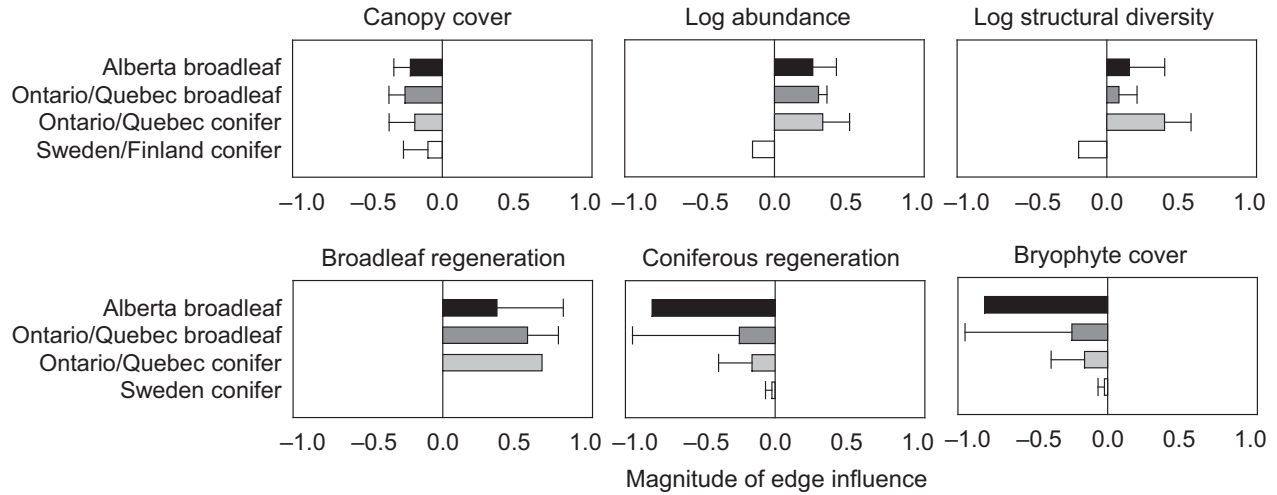 Canopy cover
Log abundance
Log structural diversity
Alberta broadleaf
Ontario/Quebec broadleaf
Ontario/Quebec conifer
Sweden/Finland conifer
–1.0 –0.5 0.0 0.5 1.0
–1.0 –0.5 0.0 0.5 1.0
–1.0 –0.5 0.0 0.5 1.0
Broadleaf regeneration
Coniferous regeneration
Bryophyte cover
Alberta broadleaf
Ontario/Quebec broadleaf
Ontario/Quebec conifer
Sweden conifer
–1.0 –0.5 0.0 0.5 1.0
–1.0 –0.5 0.0 0.5 1.0
–1.0 –0.5 0.0 0.5 1.0
Magnitude of edge influence